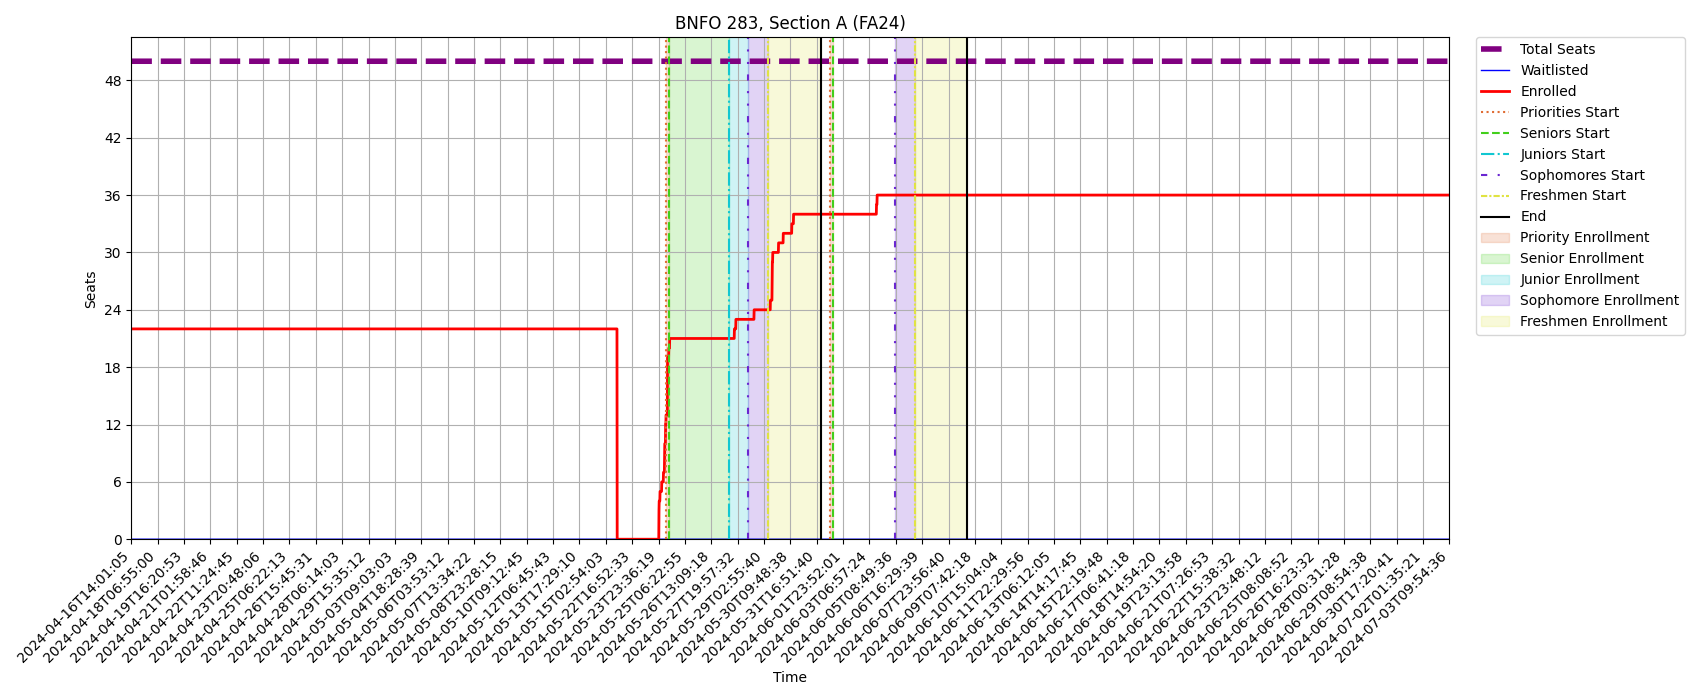 BNFO 283, Section A (FA24)
Seats
48
42
36
30
24
18
12
6
0
2024-04-16T14:01:05
2024-04-18T06:55:00
2024-04-19T16:20:53
2024-04-21T01:58:46
2024-04-22T11:24:45
2024-04-23T20:48:06
2024-04-25T06:22:13
2024-04-26T15:45:31
2024-04-28T06:14:03
2024-04-29T15:35:12
2024-05-03T09:03:03
2024-05-04T18:28:39
2024-05-06T03:53:12
2024-05-07T13:34:22
2024-05-08T23:28:15
2024-05-10T09:12:45
2024-05-12T06:45:43
2024-05-13T17:29:10
2024-05-15T02:54:03
2024-05-22T16:52:33
2024-05-23T23:36:19
2024-05-25T05:22:55
2024-05-26T13:09:18
2024-05-27T19:57:32
2024-05-29T02:55:40
2024-05-30T09:48:38
2024-05-31T16:51:40
2024-06-01T23:52:01
2024-06-03T06:57:24
2024-06-05T08:49:36
2024-06-06T16:29:39
2024-06-07T23:56:40
2024-06-09T07:42:18
2024-06-10T15:04:04
2024-06-11T22:29:56
2024-06-13T06:12:05
2024-06-14T14:17:45
2024-06-15T22:19:48
2024-06-17T06:41:18
2024-06-18T14:54:20
2024-06-19T23:13:58
2024-06-21T07:26:53
2024-06-22T15:38:32
2024-06-23T23:48:12
2024-06-25T08:08:52
2024-06-26T16:23:32
2024-06-28T00:31:28
2024-06-29T08:54:38
2024-06-30T17:20:41
2024-07-02T01:35:21
2024-07-03T09:54:36
Time
Total Seats
Waitlisted
Enrolled
Priorities Start
Seniors Start
Juniors Start
Sophomores Start
Freshmen Start
End
Priority Enrollment
Senior Enrollment
Junior Enrollment
Sophomore Enrollment
Freshmen Enrollment